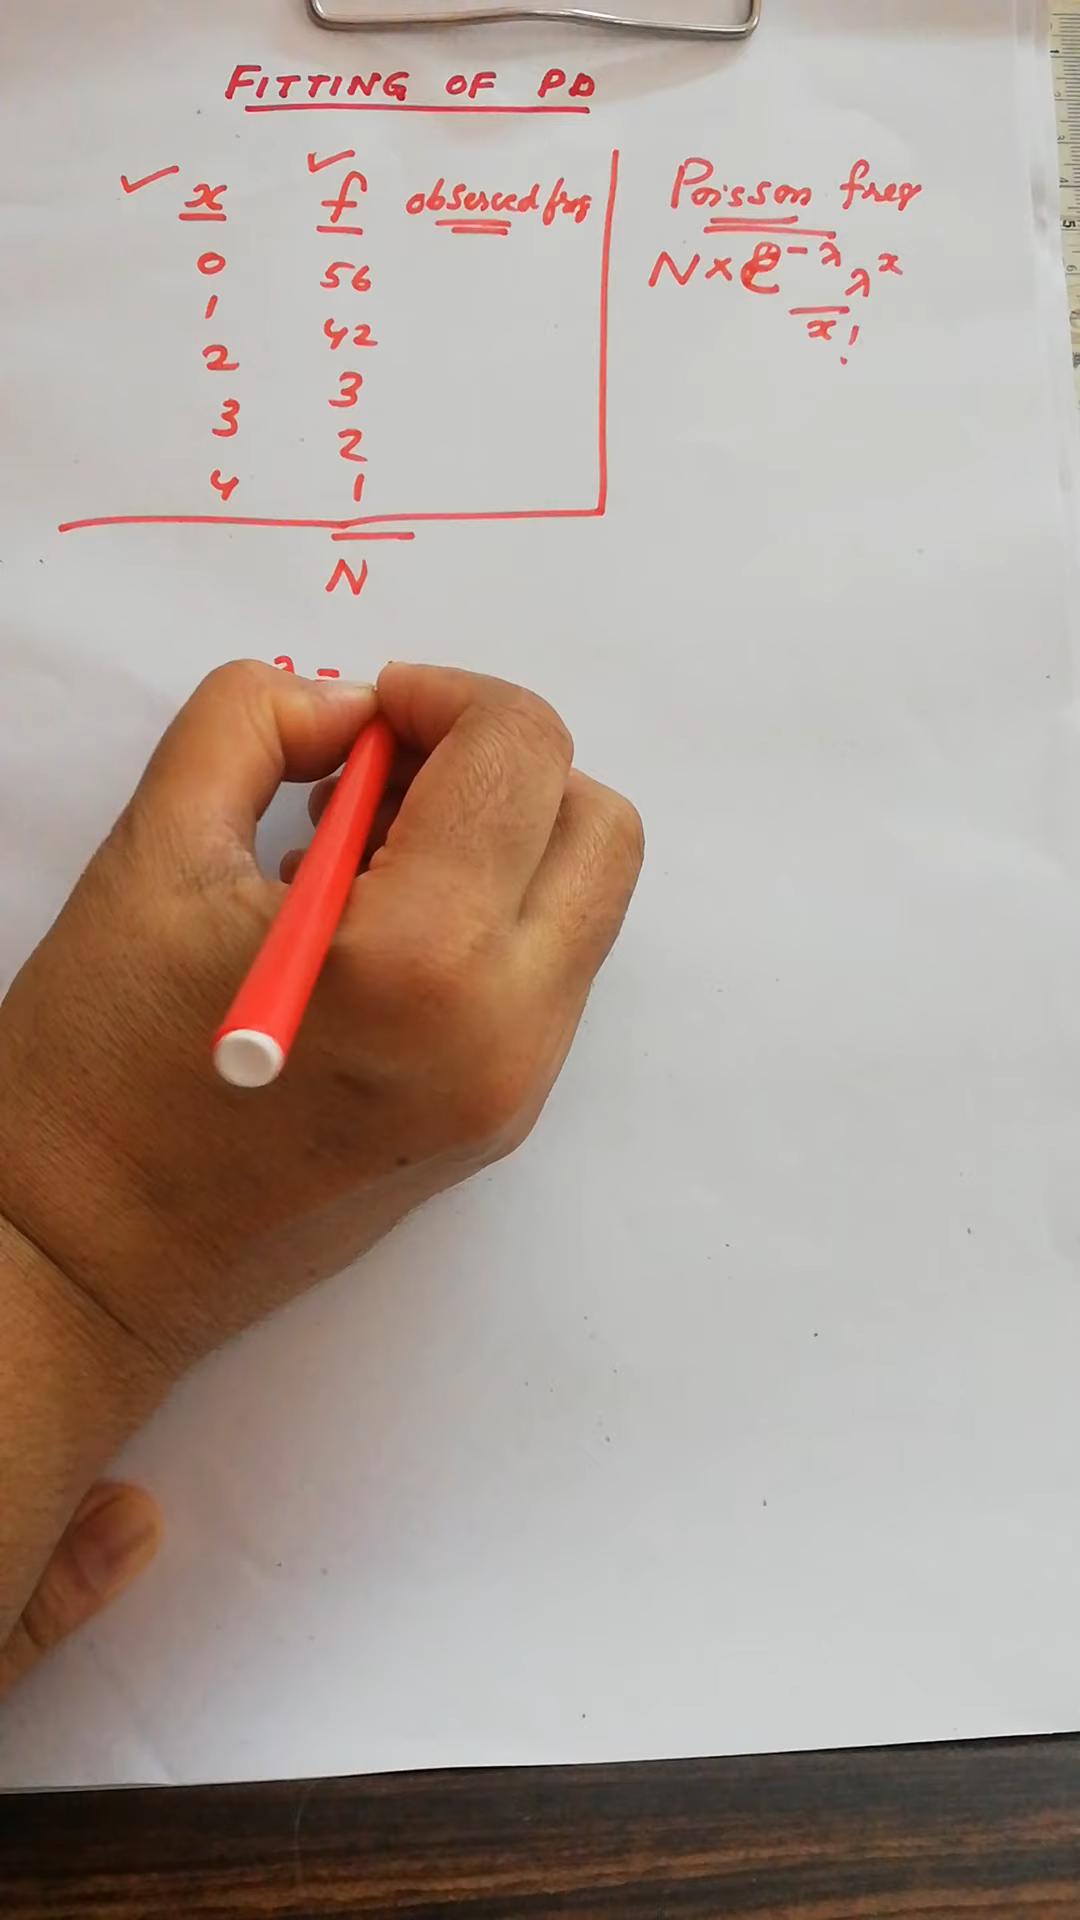 FITTING OF PD
x f observed freq
0 56
1 42
2 3
3 2
4 1
N
Poisson freq
N × e^-λ λ^x
x!
λ =